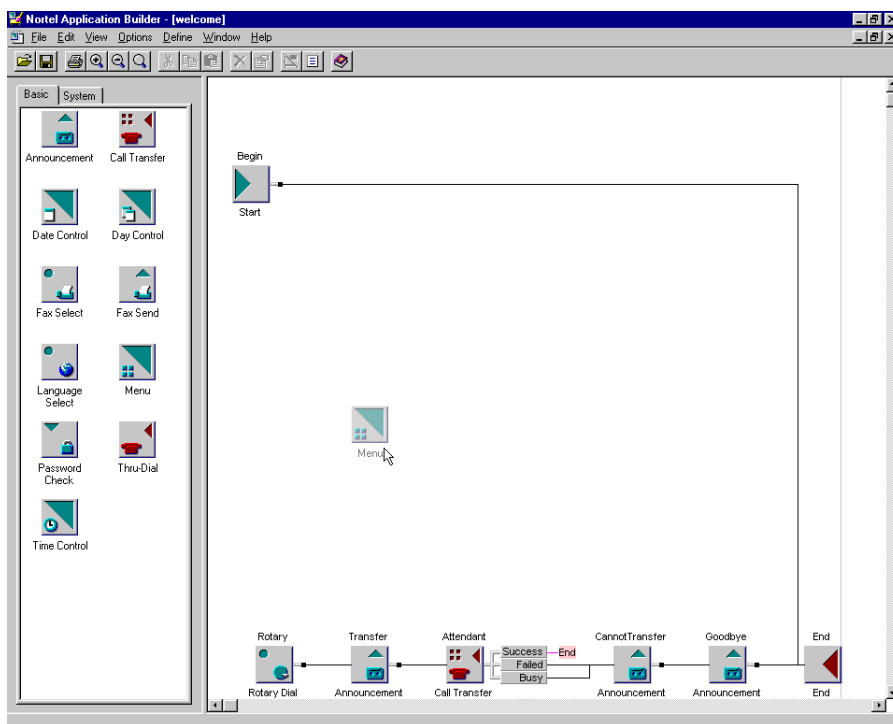 Nortel Application Builder - [welcome]
File Edit View Options Define Window Help
Basic System
Announcement Call Transfer
Date Control Day Control
Fax Select Fax Send
Language Select Menu
Password Check Thru-Dial
Time Control
Begin
Start
Menu
Rotary Transfer Attendant CannotTransfer Goodbye End
Success End
Failed
Busy
Rotary Dial Announcement Call Transfer Announcement Announcement End